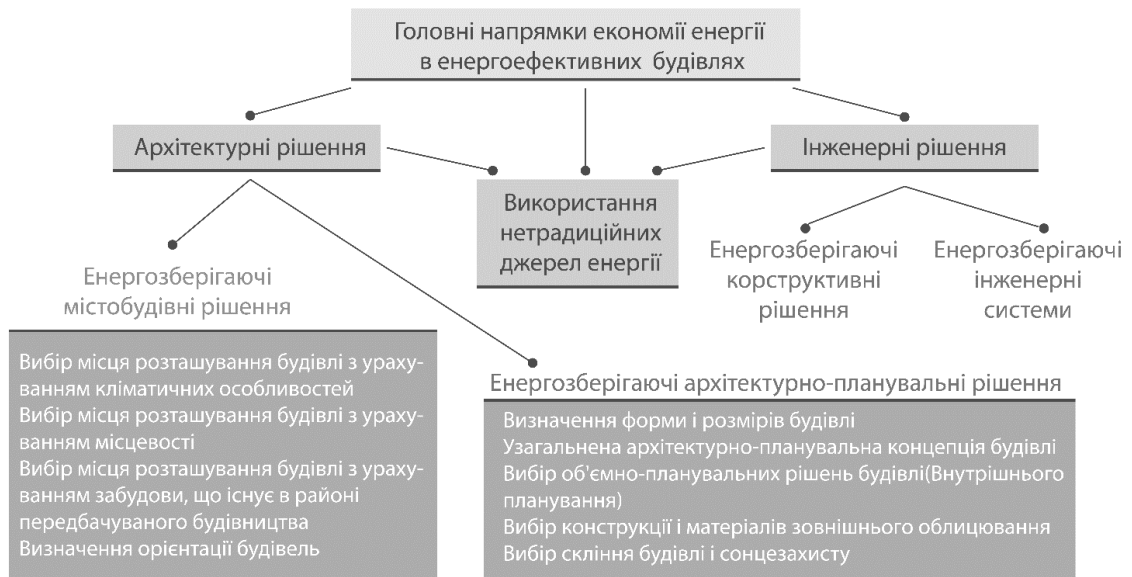 Головні напрямки економії енергії
в енергоефективних будівлях
Архітектурні рішення
Інженерні рішення
Використання
нетрадиційних
джерел енергії
Енергозберігаючі
містобудівні рішення
Енергозберігаючі
корструктивні
рішення
Енергозберігаючі
інженерні
системи
Вибір місця розташування будівлі з ураху-
ванням кліматичних особливостей
Вибір місця розташування будівлі з ураху-
ванням місцевості
Вибір місця розташування будівлі з ураху-
ванням забудови, що існує в районі
передбачуваного будівництва
Визначення орієнтації будівель
Енергозберігаючі архітектурно-планувальні рішення
Визначення форми і розмірів будівлі
Узагальнена архітектурно-планувальна концепція будівлі
Вибір об'ємно-планувальних рішень будівлі(Внутрішнього
планування)
Вибір конструкції і матеріалів зовнішнього облицювання
Вибір скління будівлі і сонцезахисту